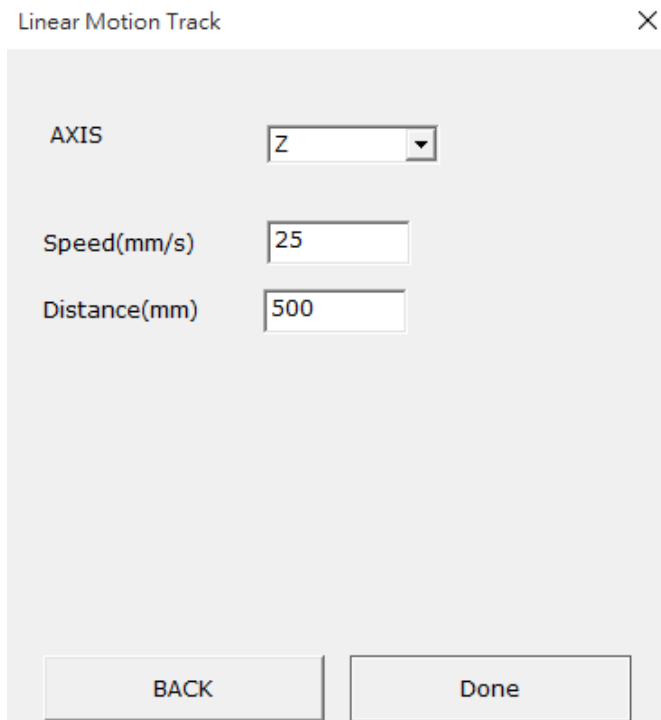 Linear Motion Track
AXIS Z
Speed(mm/s) 25
Distance(mm) 500
BACK Done